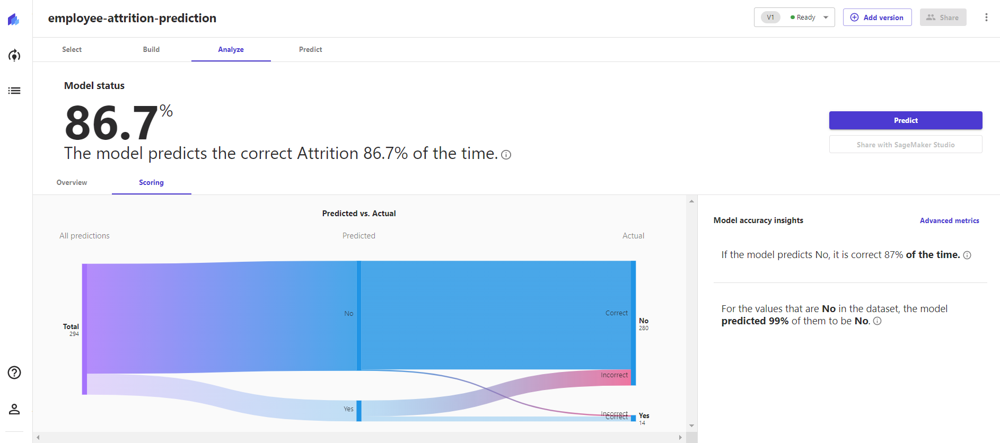 employee-attrition-prediction
V1
Ready
Add version
Share
Select
Build
Analyze
Predict
Model status
86.7%
The model predicts the correct Attrition 86.7% of the time.
Predict
Share with SageMaker Studio
Overview
Scoring
Predicted vs. Actual
All predictions
Predicted
Actual
Total
294
No
Yes
Correct
Incorrect
Incorrect
Correct
No
280
Yes
14
Model accuracy insights
Advanced metrics
If the model predicts No, it is correct 87% of the time.
For the values that are No in the dataset, the model
predicted 99% of them to be No.